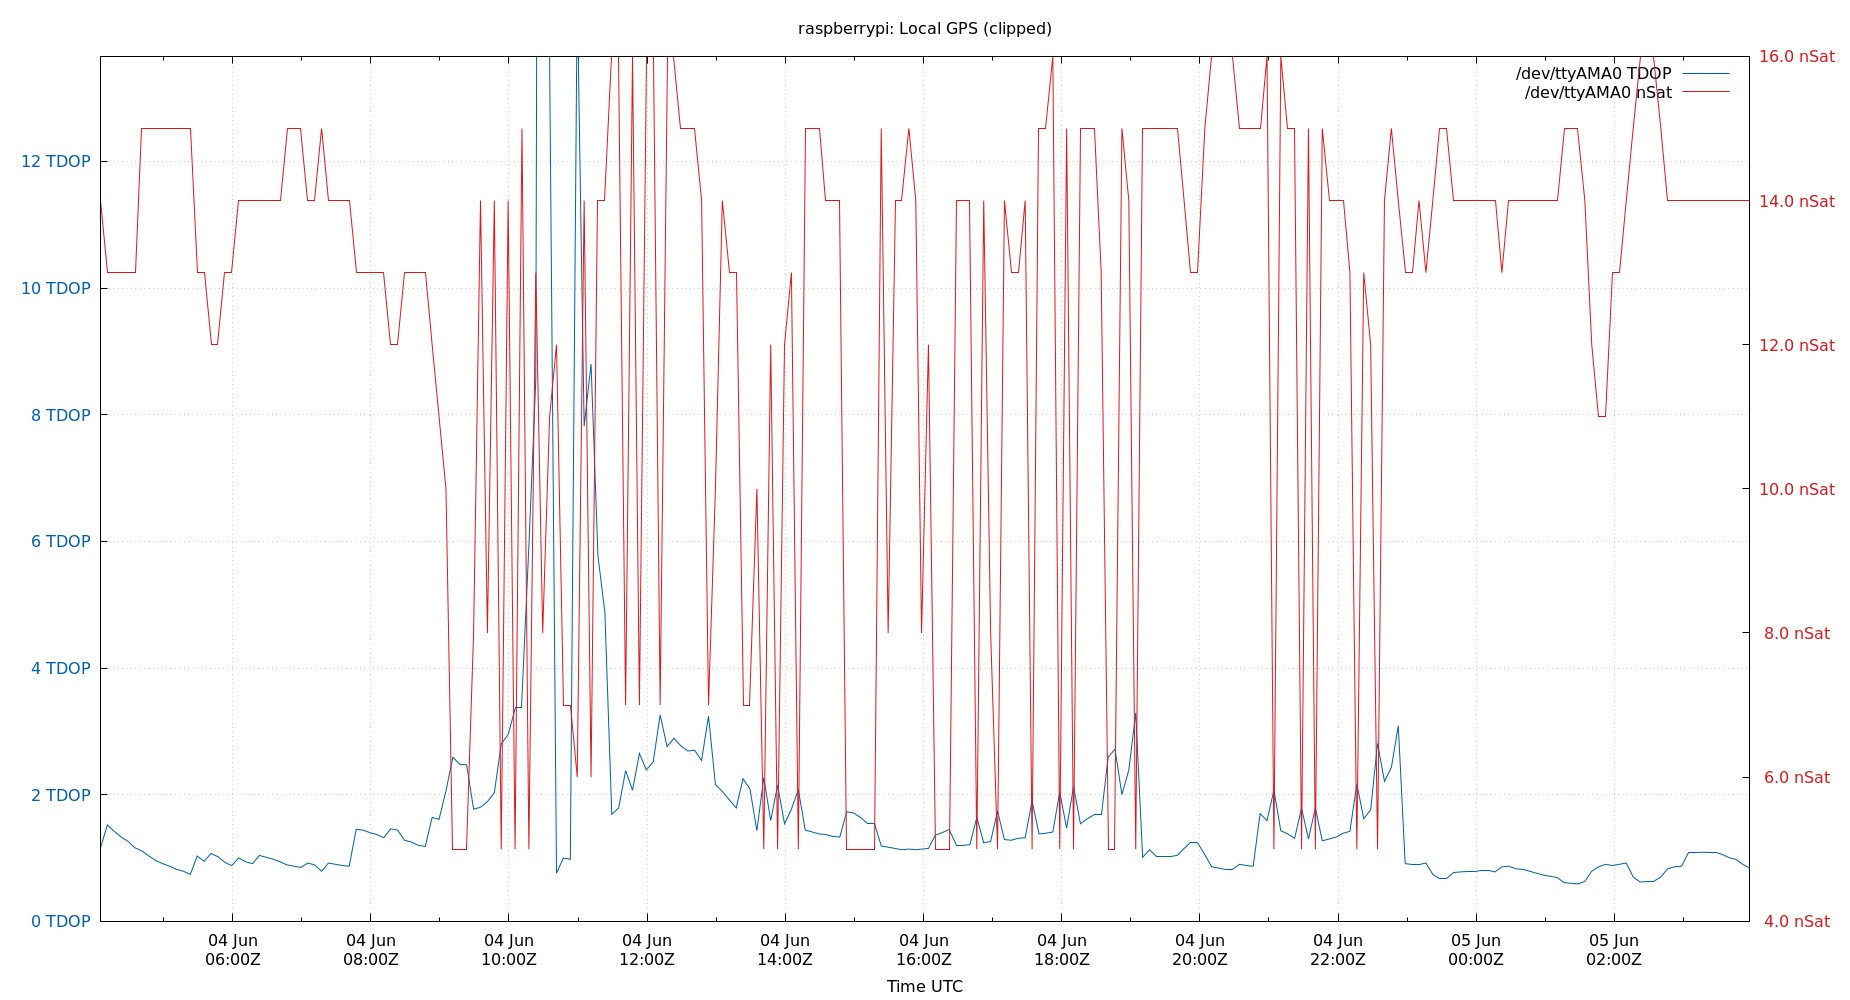 raspberrypi: Local GPS (clipped)
16.0 nSat
/dev/ttyAMA0 TDOP
/dev/ttyAMA0 nSat
12 TDOP
14.0 nSat
10 TDOP
12.0 nSat
8 TDOP
10.0 nSat
6 TDOP
8.0 nSat
4 TDOP
6.0 nSat
2 TDOP
0 TDOP
4.0 nSat
04 Jun 04 Jun 04 Jun 04 Jun 04 Jun 04 Jun 04 Jun 04 Jun 04 Jun 05 Jun 05 Jun
06:00Z 08:00Z 10:00Z 12:00Z 14:00Z 16:00Z 18:00Z 20:00Z 22:00Z 00:00Z 02:00Z
Time UTC